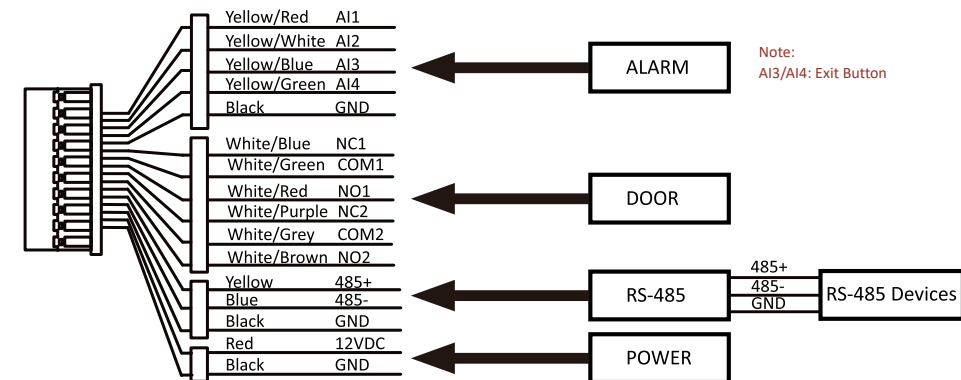 Yellow/Red AI1
Yellow/White AI2
Yellow/Blue AI3
Yellow/Green AI4
Black GND
ALARM
Note:
AI3/AI4: Exit Button
White/Blue NC1
White/Green COM1
White/Red NO1
White/Purple NC2
White/Grey COM2
White/Brown NO2
DOOR
Yellow 485+
Blue 485-
Black GND
RS-485
485+
485-
GND
RS-485 Devices
Red 12VDC
Black GND
POWER